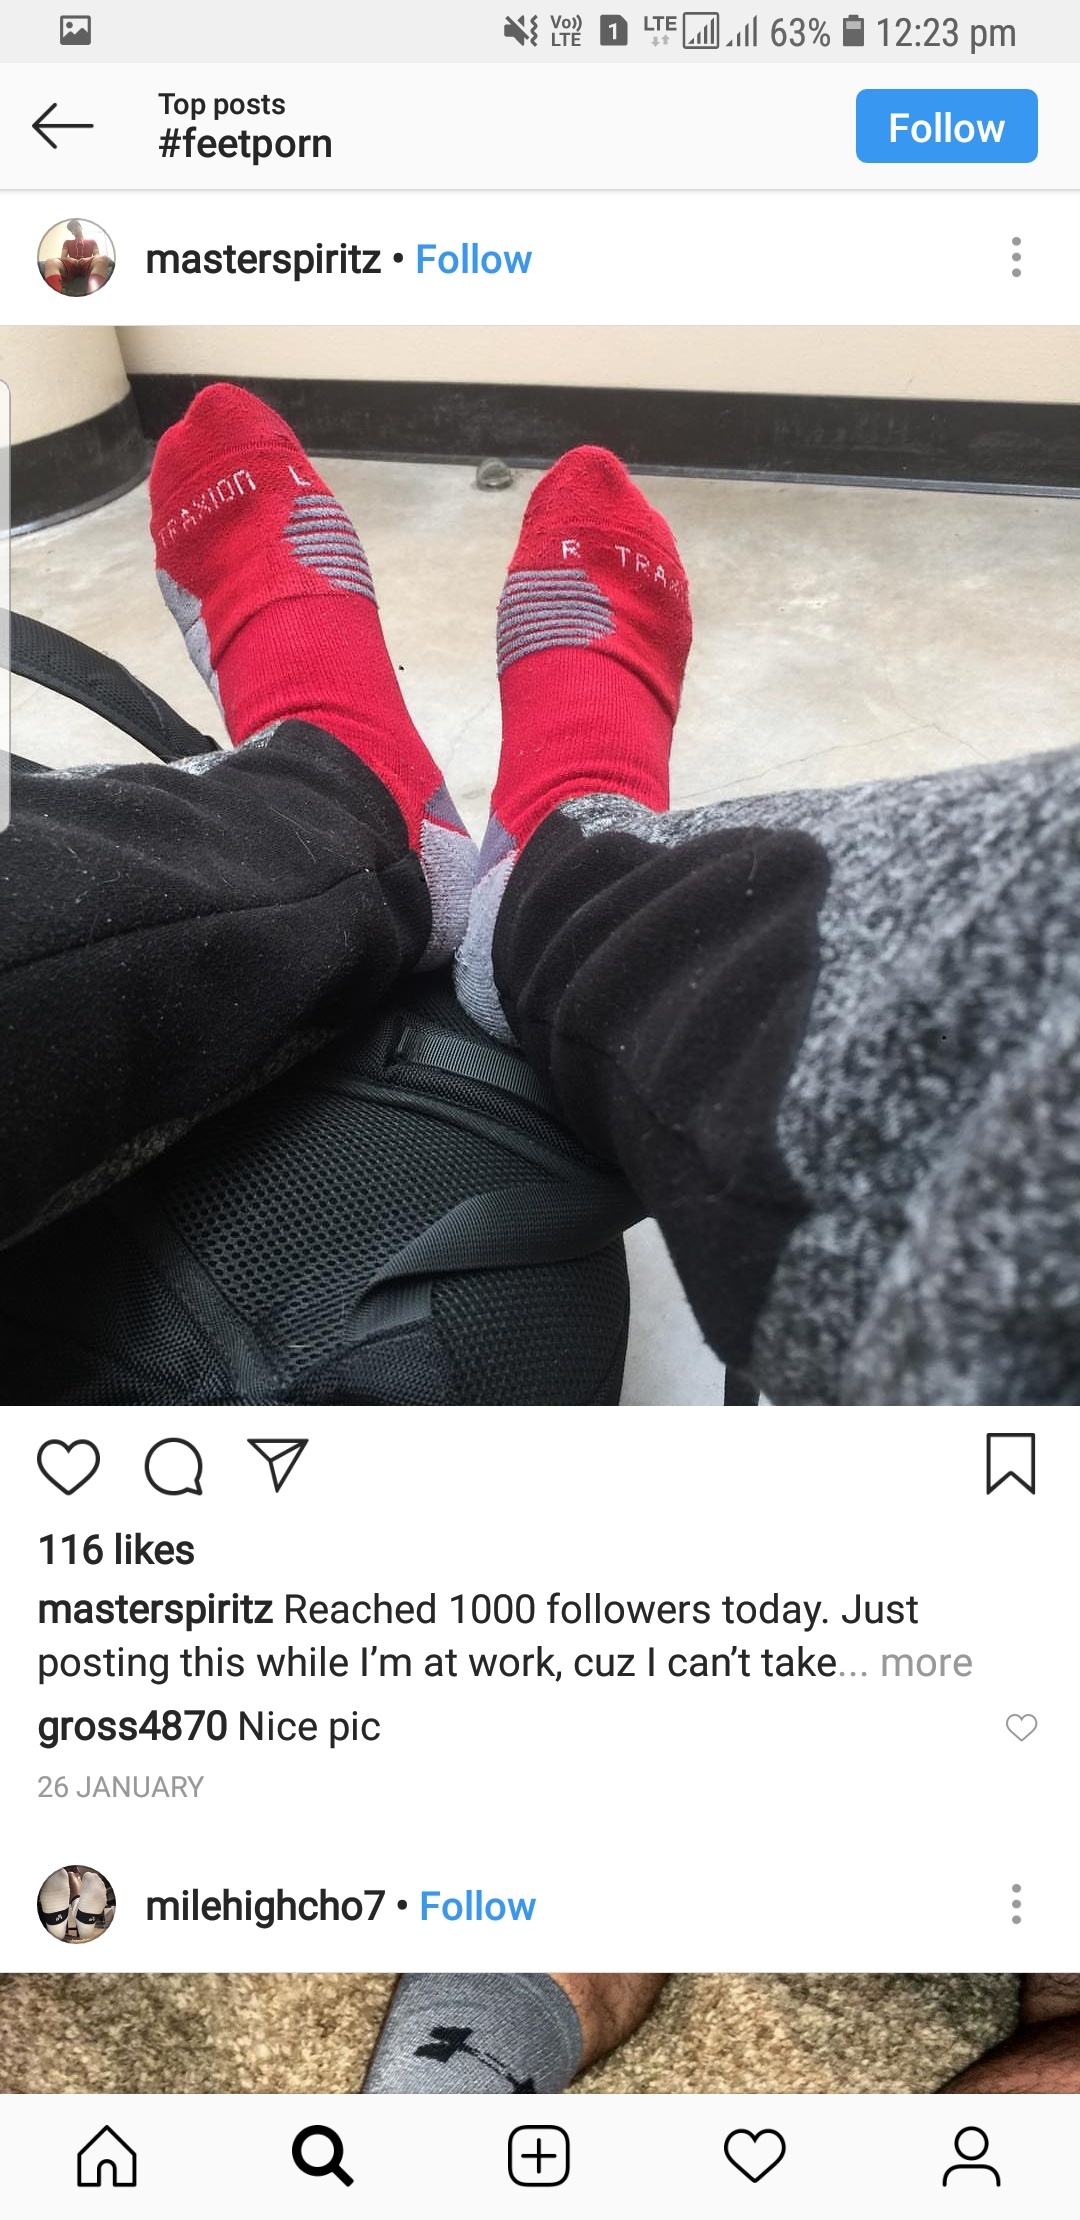 Vo))
LTE
1
LTE
63%
12:23 pm
Top posts
#feetporn
Follow
masterspiritz • Follow
TRAXION L
R TRAX
116 likes
masterspiritz Reached 1000 followers today. Just
posting this while I'm at work, cuz I can't take... more
gross4870 Nice pic
26 JANUARY
milehighcho7 • Follow